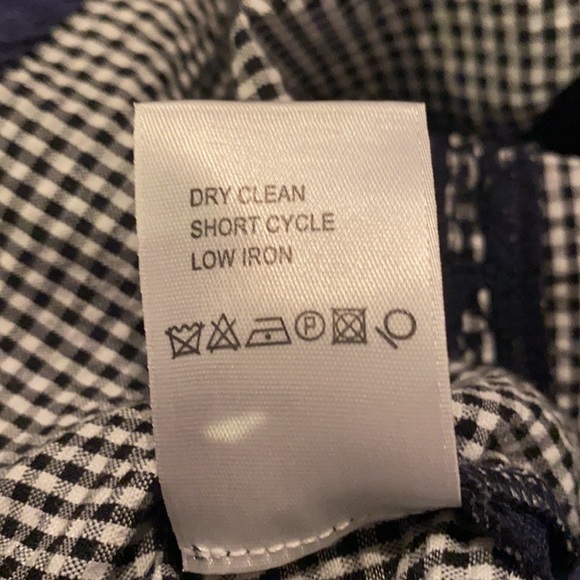 DRY CLEAN
SHORT CYCLE
LOW IRON
P